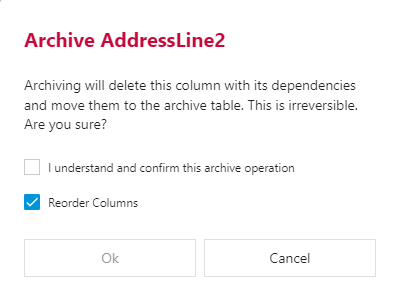 Archive AddressLine2
Archiving will delete this column with its dependencies
and move them to the archive table. This is irreversible.
Are you sure?
I understand and confirm this archive operation
Reorder Columns
Ok
Cancel